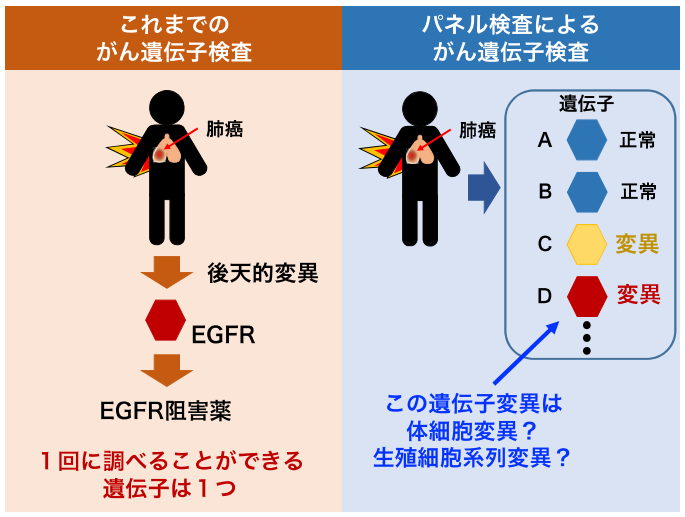 これまでの
がん遺伝子検査
肺癌
後天的変異
EGFR
EGFR阻害薬
１回に調べることができる
遺伝子は１つ
パネル検査による
がん遺伝子検査
肺癌
遺伝子
A 正常
B 正常
C 変異
D 変異
この遺伝子変異は
体細胞変異？
生殖細胞系列変異？